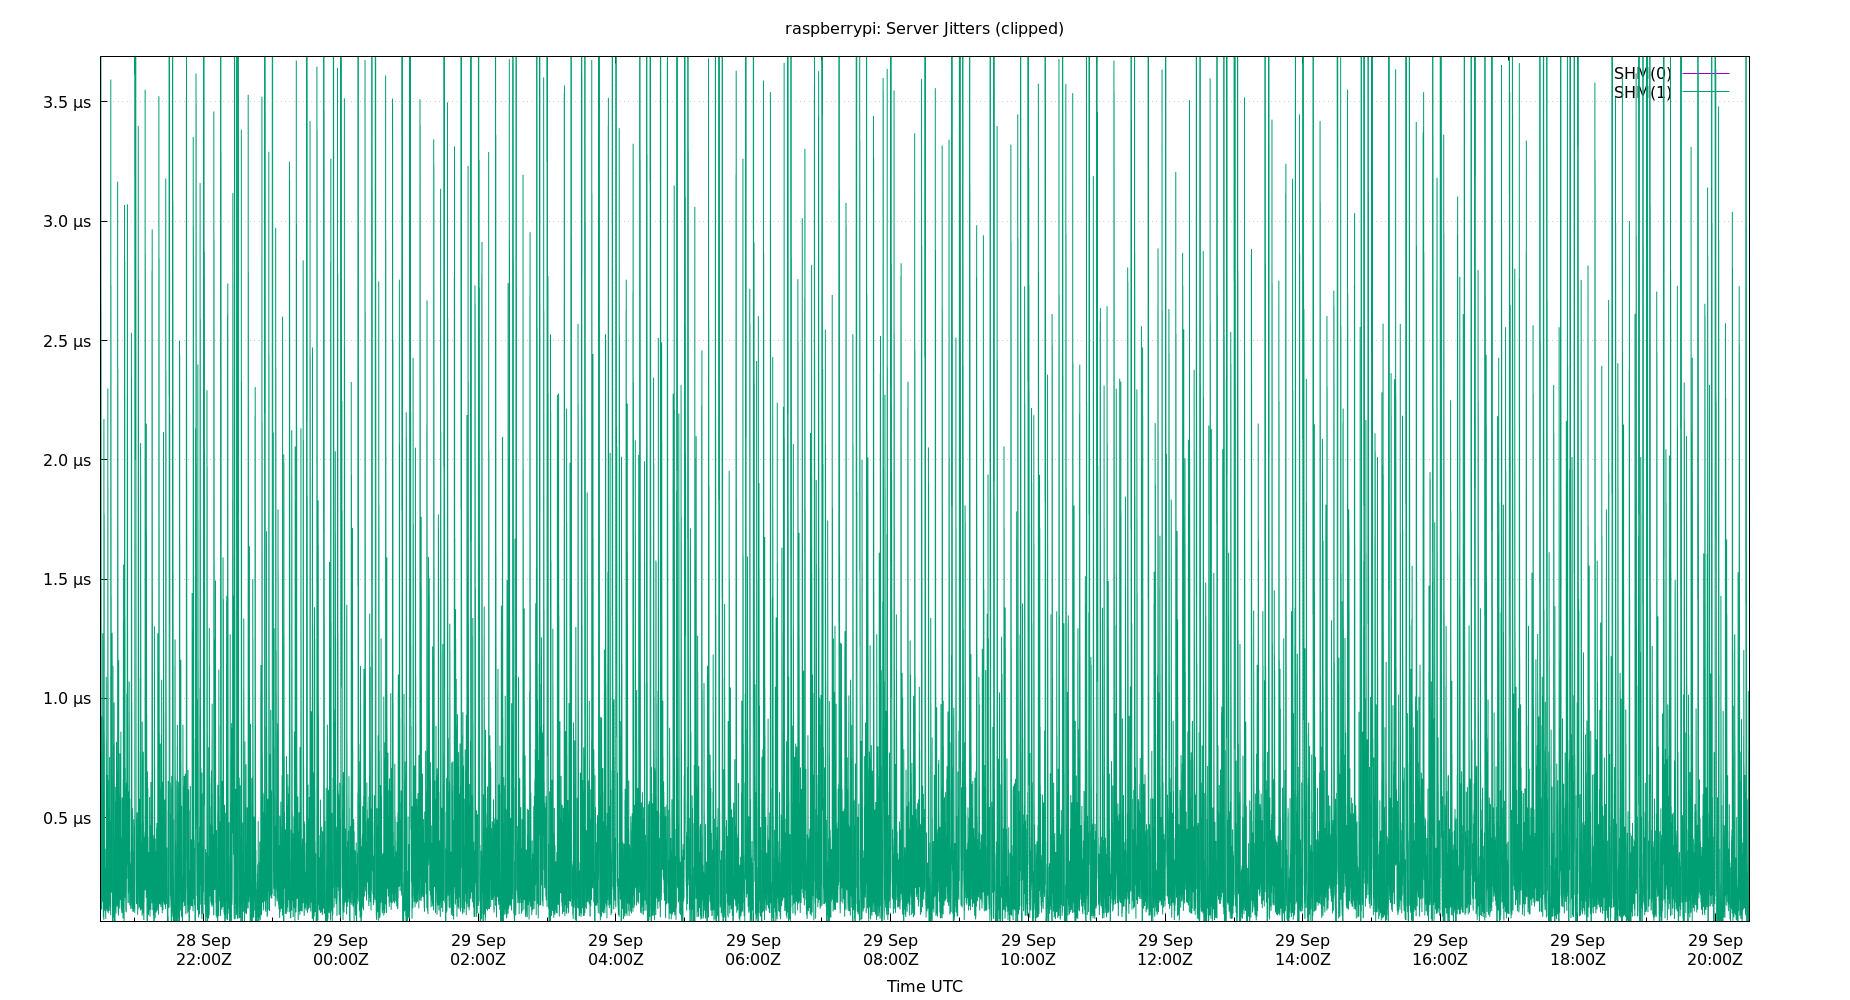 raspberrypi: Server Jitters (clipped)
SHM(0)
SHM(1)
3.5 µs
3.0 µs
2.5 µs
2.0 µs
1.5 µs
1.0 µs
0.5 µs
28 Sep 29 Sep 29 Sep 29 Sep 29 Sep 29 Sep 29 Sep 29 Sep 29 Sep 29 Sep 29 Sep 29 Sep
22:00Z 00:00Z 02:00Z 04:00Z 06:00Z 08:00Z 10:00Z 12:00Z 14:00Z 16:00Z 18:00Z 20:00Z
Time UTC